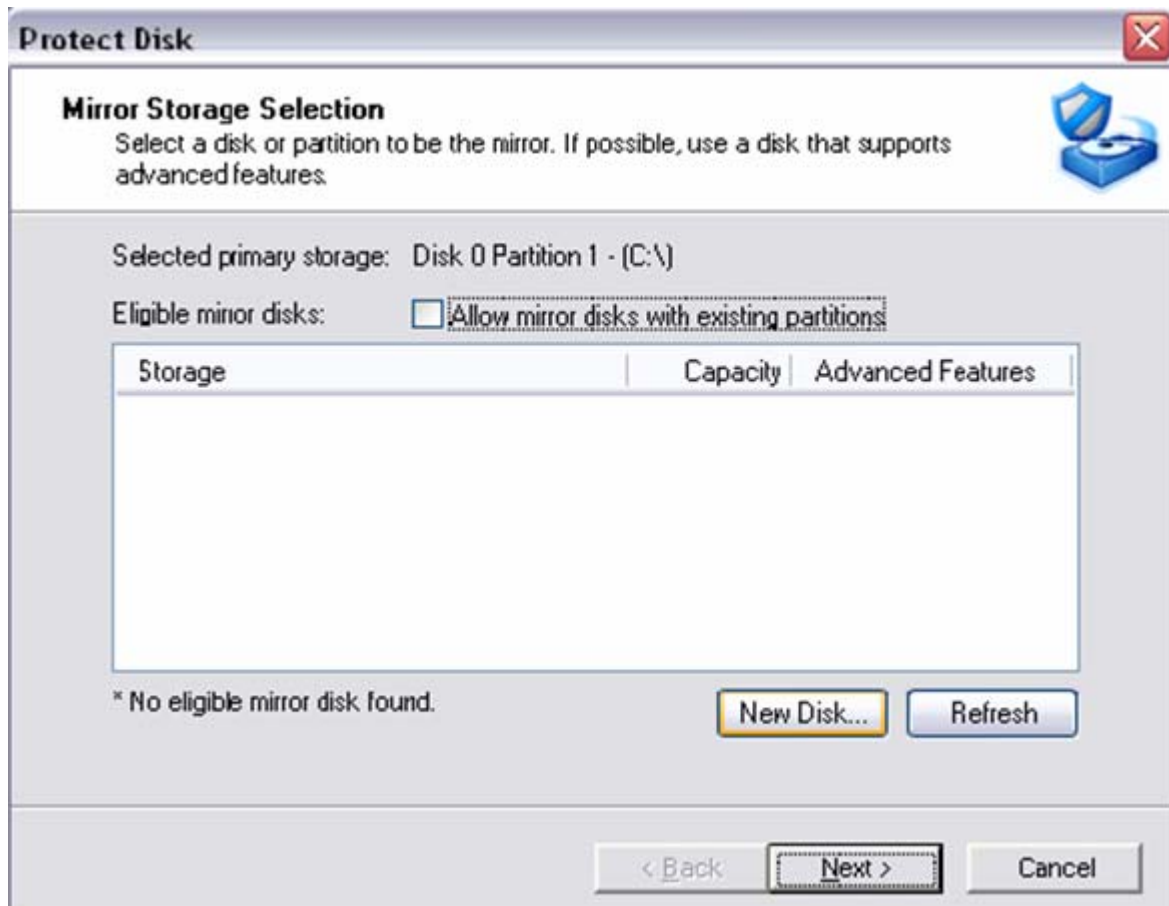 Protect Disk
Mirror Storage Selection
Select a disk or partition to be the mirror. If possible, use a disk that supports
advanced features.
Selected primary storage: Disk 0 Partition 1 - (C:\)
Eligible mirror disks: Allow mirror disks with existing partitions
Storage Capacity Advanced Features
* No eligible mirror disk found. New Disk... Refresh
< Back Next > Cancel